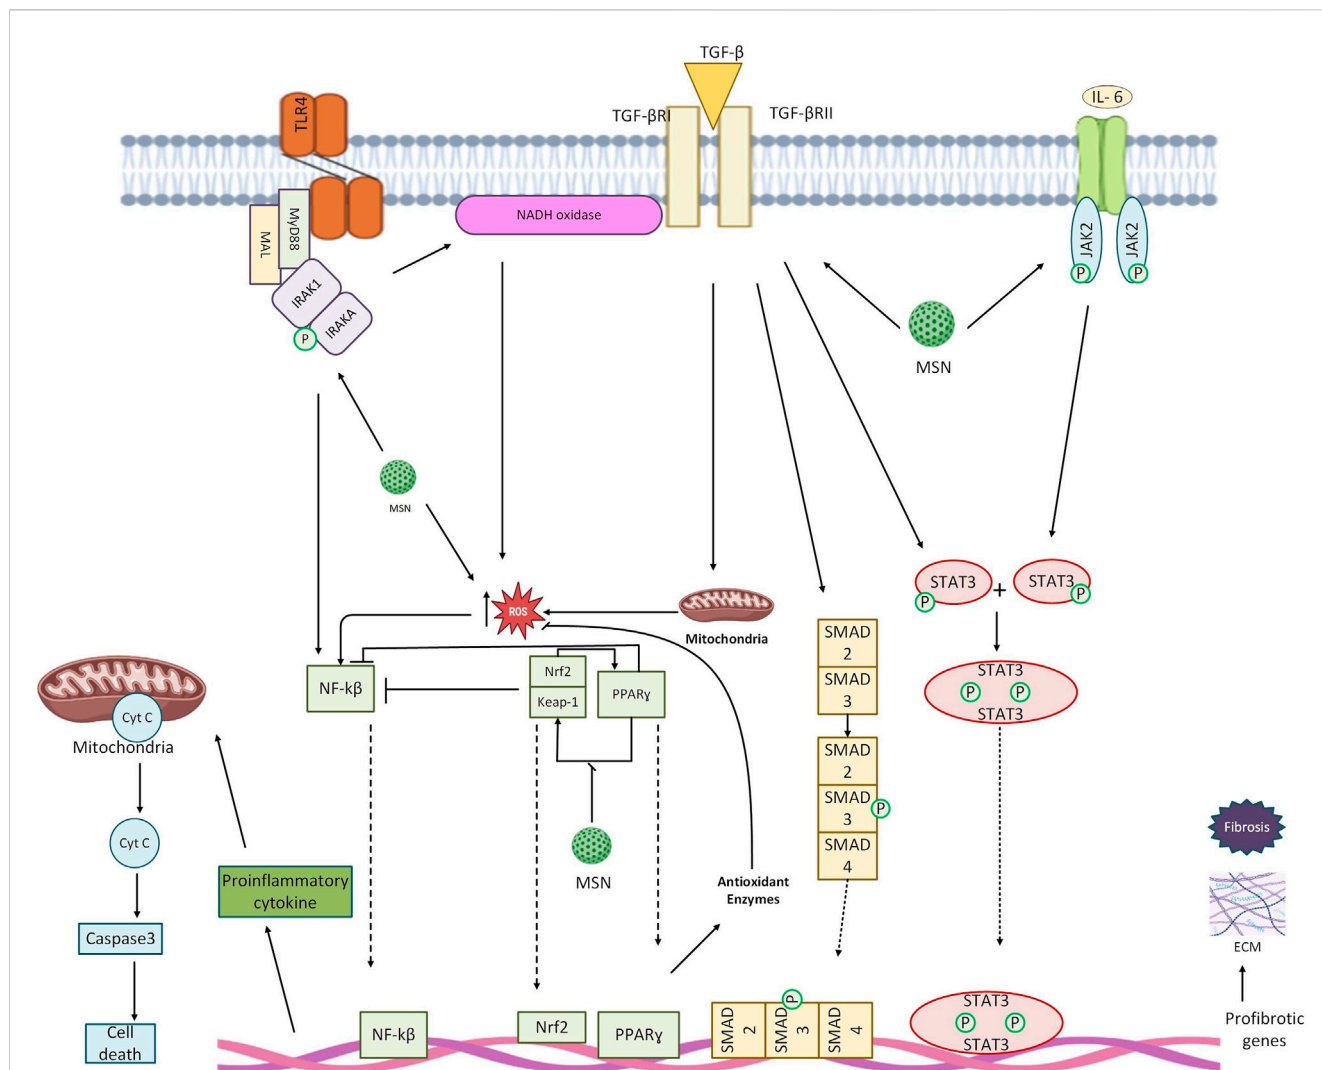 TGF-β
TLR4
TGF-βRI
TGF-βRII
IL- 6
MAL
MyD88
NADH oxidase
JAK2
JAK2
P
P
IRAK1
IRAKA
P
MSN
MSN
ROS
Mitochondria
STAT3
P
+
STAT3
P
SMAD
2
SMAD
3
NF-kβ
Nrf2
Keap-1
PPARɣ
STAT3
P
P
STAT3
Cyt C
Mitochondria
SMAD
2
SMAD
3
P
SMAD
4
Cyt C
MSN
Fibrosis
Proinflammatory
cytokine
Antioxidant
Enzymes
Caspase3
ECM
Cell
death
NF-kβ
Nrf2
PPARɣ
SMAD
2
SMAD
3
P
SMAD
4
STAT3
P
P
STAT3
Profibrotic
genes